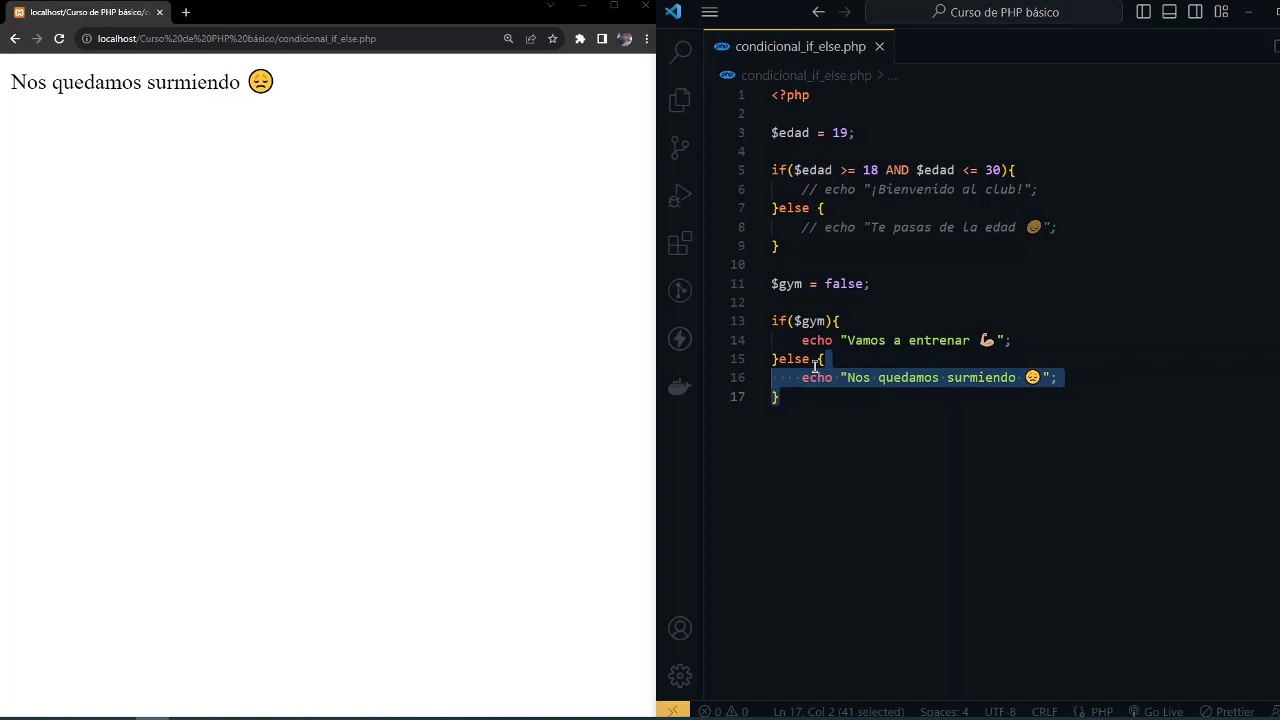 localhost/Curso de PHP básico/c
localhost/Curso%20de%20PHP%20básico/condicional_if_else.php
Nos quedamos surmiendo 😞
Curso de PHP básico
condicional_if_else.php
condicional_if_else.php > ...
1 <?php
2
3 $edad = 19;
4
5 if($edad >= 18 AND $edad <= 30){
6 // echo "¡Bienvenido al club!";
7 }else {
8 // echo "Te pasas de la edad 😞";
9 }
10
11 $gym = false;
12
13 if($gym){
14 echo "Vamos a entrenar 💪🏼";
15 }else {
16 echo "Nos quedamos surmiendo 😞";
17 }
0 0 Ln 17, Col 2 (41 selected) Spaces: 4 UTF-8 CRLF {} PHP Go Live Prettier